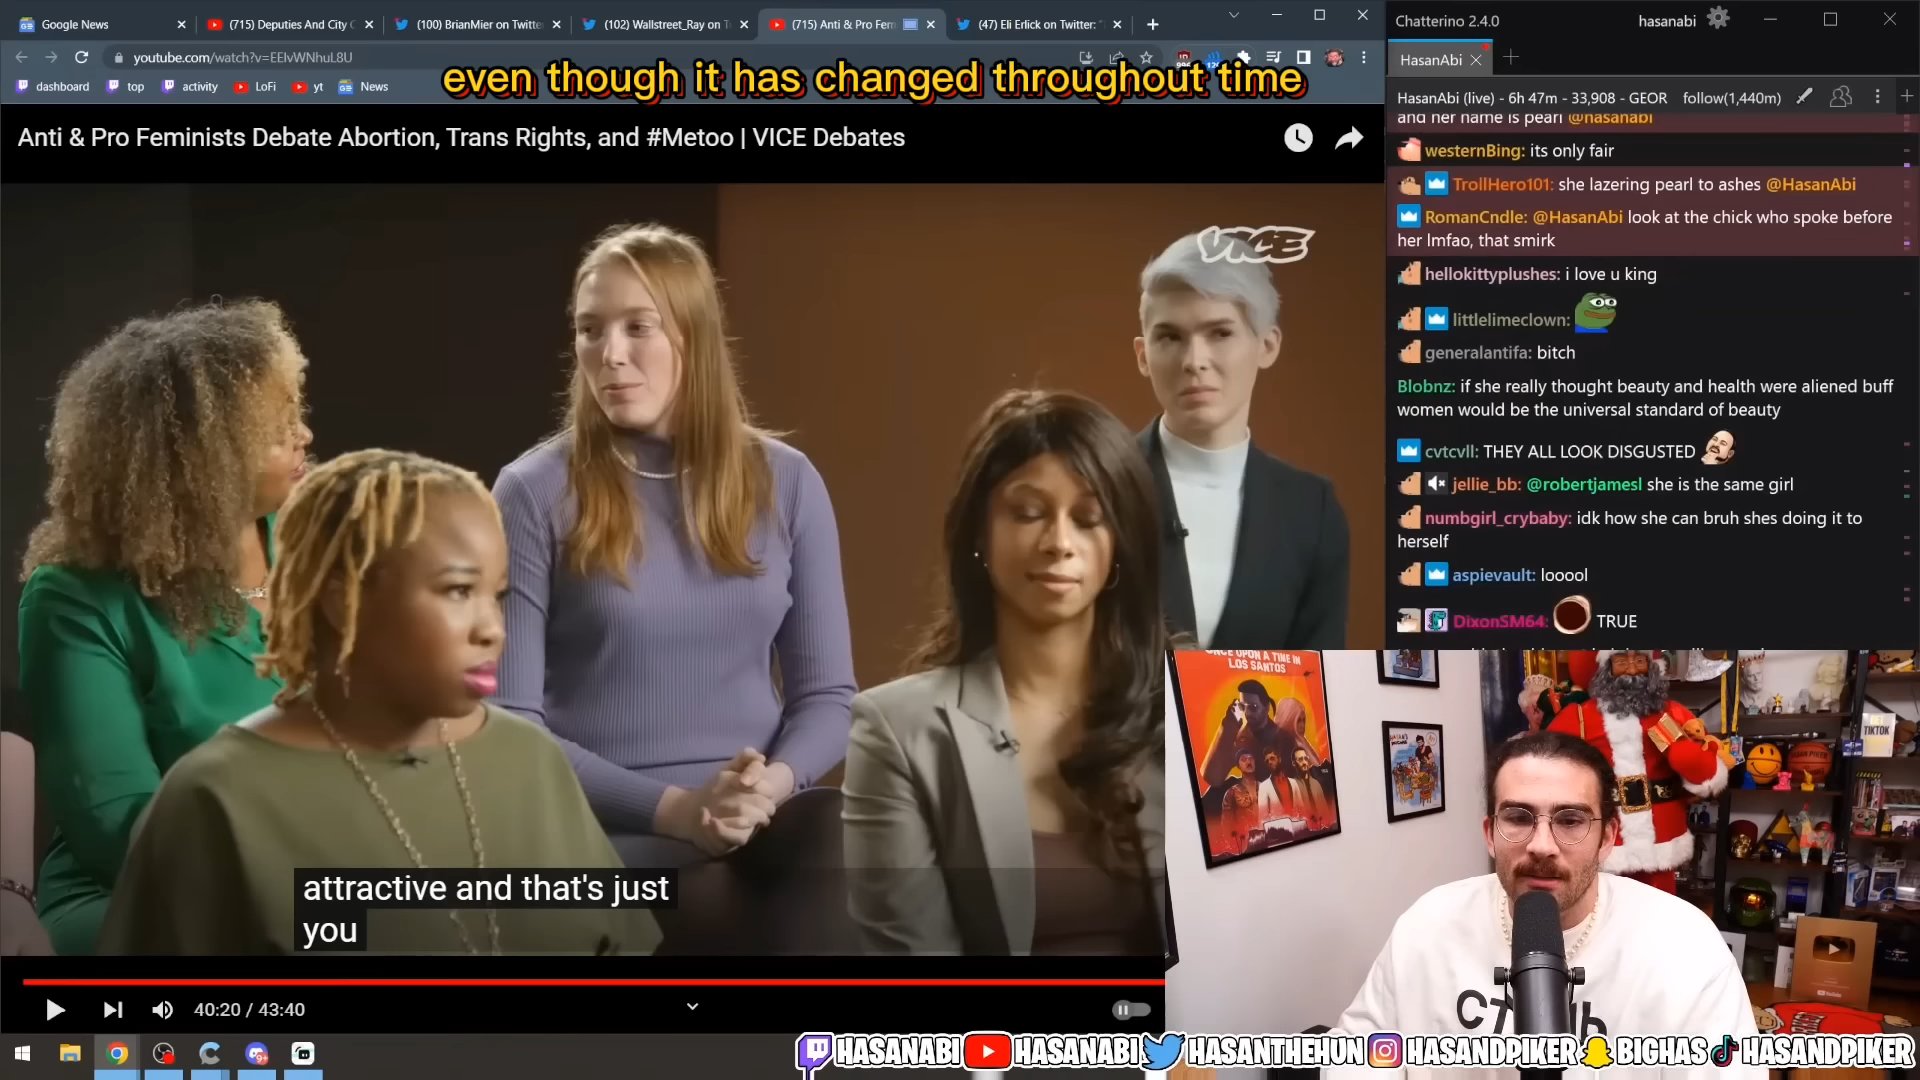 Google News
(715) Deputies And City C
(100) BrianMier on Twitte
(102) Wallstreet_Ray on T
(715) Anti & Pro Fem
(47) Eli Erlick on Twitter: "
youtube.com/watch?v=EElvWNhuL8U
dashboard
top
activity
LoFi
yt
News
even though it has changed throughout time
Anti & Pro Feminists Debate Abortion, Trans Rights, and #Metoo | VICE Debates
VICE
attractive and that's just
you
40:20 / 43:40
Chatterino 2.4.0
hasanabi
HasanAbi
HasanAbi (live) - 6h 47m - 33,908 - GEOR
follow(1,440m)
and her name is pearl @hasanabi
westernBing: its only fair
TrollHero101: she lazering pearl to ashes @HasanAbi
RomanCndle: @HasanAbi look at the chick who spoke before
her lmfao, that smirk
hellokittyplushes: i love u king
littlelimeclown:
generalantifa: bitch
Blobnz: if she really thought beauty and health were aliened buff
women would be the universal standard of beauty
cvtcvll: THEY ALL LOOK DISGUSTED
jellie_bb: @robertjamesl she is the same girl
numbgirl_crybaby: idk how she can bruh shes doing it to
herself
aspievault: looool
DixonSM64: TRUE
ONCE UPON A TIME IN
LOS SANTOS
TIKTOK
HASANABI
HASANABI
HASANTHEHUN
HASANDPIKER
BIGHAS
HASANDPIKER